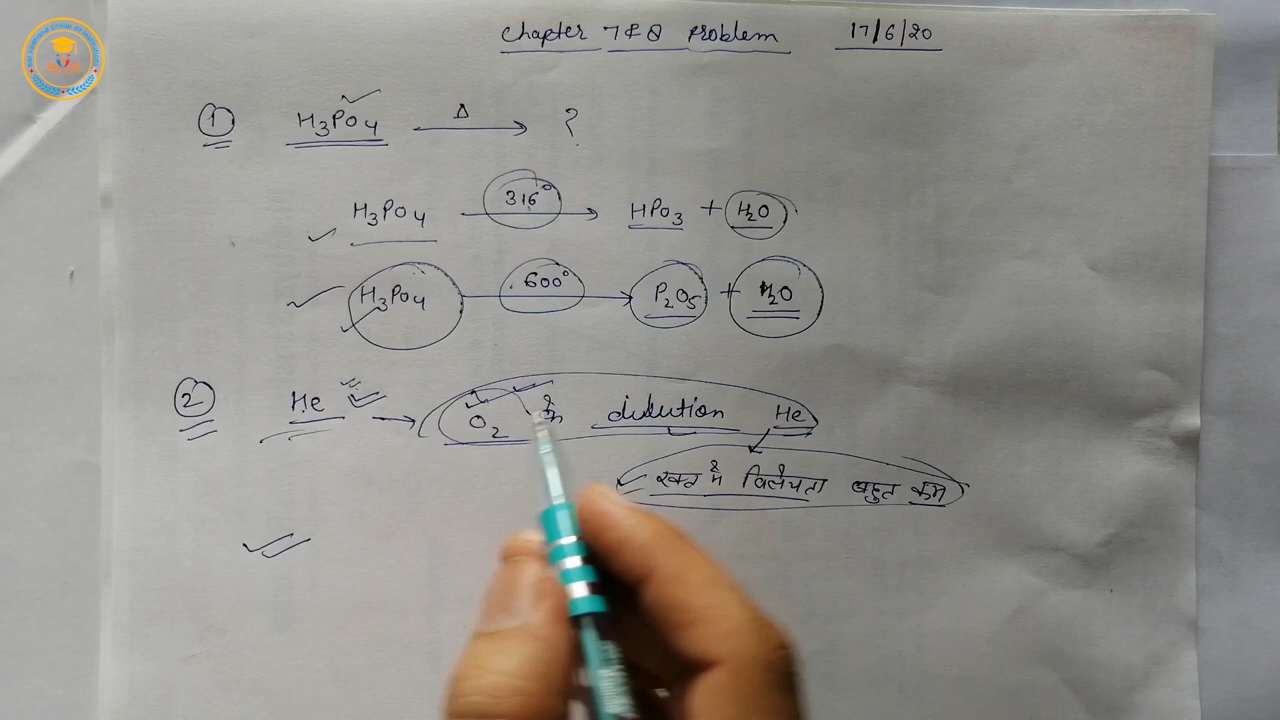 chapter 7 & 8 problem 17/6/20
① H3PO4 Δ→ ?
H3PO4 316°→ HPO3 + H2O
H3PO4 600°→ P2O5 + H2O
② He → O2 के dilution He
रक्त में विलेयता बहुत कम